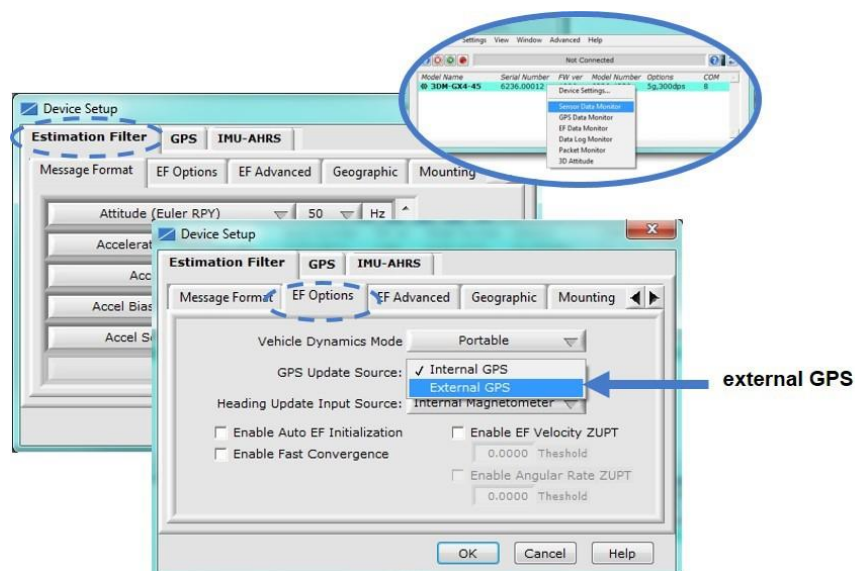 Settings View Window Advanced Help
Not Connected
Model Name Serial Number FW ver Model Number Options COM
3DM-GX4-45 6236.00012 5g,300dps 8
Device Settings...
Sensor Data Monitor
GPS Data Monitor
EF Data Monitor
Data Log Monitor
Packet Monitor
3D Attitude
Device Setup
Estimation Filter GPS IMU-AHRS
Message Format EF Options EF Advanced Geographic Mounting
Attitude (Euler RPY) 50 Hz
Accelerat
Acc
Accel Bias
Accel S
Device Setup
Estimation Filter GPS IMU-AHRS
Message Format EF Options EF Advanced Geographic Mounting
Vehicle Dynamics Mode Portable
GPS Update Source: ✓ Internal GPS
External GPS
Heading Update Input Source: Internal Magnetometer
Enable Auto EF Initialization Enable EF Velocity ZUPT
Enable Fast Convergence 0.0000 Theshold
Enable Angular Rate ZUPT
0.0000 Theshold
OK Cancel Help
external GPS